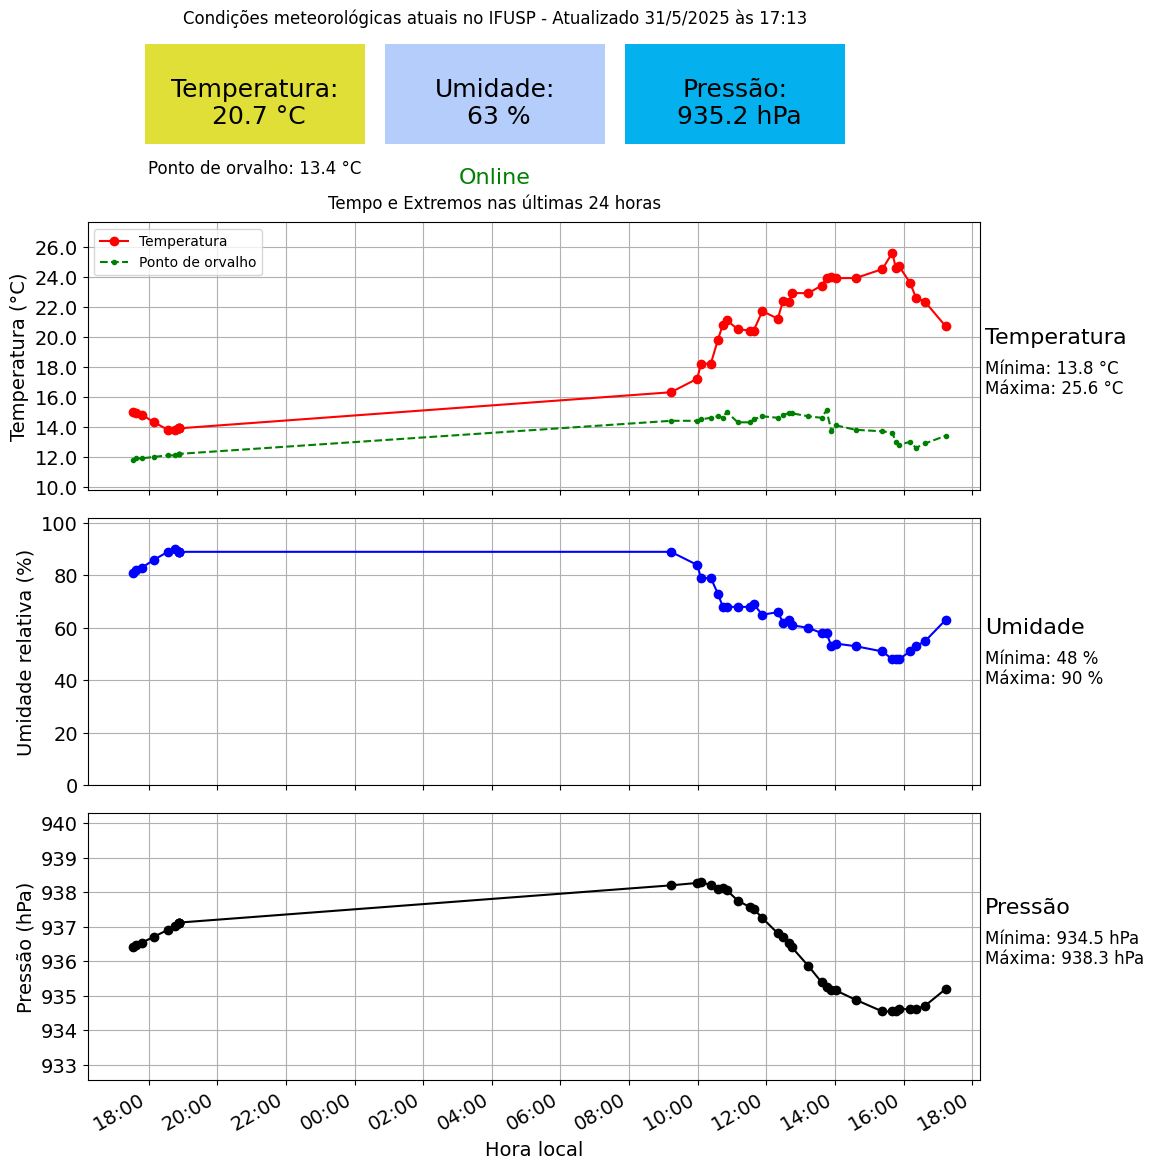 Condições meteorológicas atuais no IFUSP - Atualizado 31/5/2025 às 17:13
Temperatura:
20.7 °C
Umidade:
63 %
Pressão:
935.2 hPa
Ponto de orvalho: 13.4 °C
Online
Tempo e Extremos nas últimas 24 horas
Temperatura (°C)
26.0
24.0
22.0
20.0
18.0
16.0
14.0
12.0
10.0
Temperatura
Ponto de orvalho
Temperatura
Mínima: 13.8 °C
Máxima: 25.6 °C
Umidade relativa (%)
100
80
60
40
20
0
Umidade
Mínima: 48 %
Máxima: 90 %
Pressão (hPa)
940
939
938
937
936
935
934
933
Pressão
Mínima: 934.5 hPa
Máxima: 938.3 hPa
18:00 20:00 22:00 00:00 02:00 04:00 06:00 08:00 10:00 12:00 14:00 16:00 18:00
Hora local